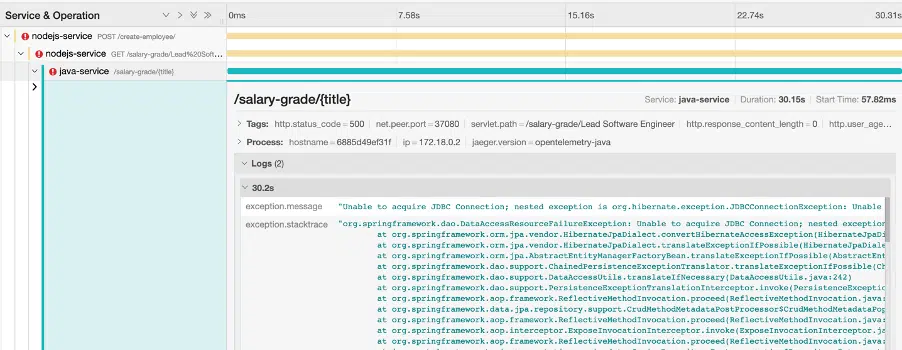 Service & Operation
0ms 7.58s 15.16s 22.74s 30.31s
nodejs-service POST /create-employee/
nodejs-service GET /salary-grade/Lead%20Soft...
java-service /salary-grade/{title}
/salary-grade/{title} Service: java-service Duration: 30.15s Start Time: 57.82ms
Tags: http.status_code = 500 net.peer.port = 37080 servlet.path = /salary-grade/Lead Software Engineer http.response_content_length = 0 http.user_age...
Process: hostname = 6885d49ef31f ip = 172.18.0.2 jaeger.version = opentelemetry-java
Logs (2)
30.2s
exception.message "Unable to acquire JDBC Connection; nested exception is org.hibernate.exception.JDBCConnectionException: Unable
exception.stacktrace "org.springframework.dao.DataAccessResourceFailureException: Unable to acquire JDBC Connection; nested exception
at org.springframework.orm.jpa.vendor.HibernateJpaDialect.convertHibernateAccessException(HibernateJpaDi
at org.springframework.orm.jpa.vendor.HibernateJpaDialect.translateExceptionIfPossible(HibernateJpaDiale
at org.springframework.orm.jpa.AbstractEntityManagerFactoryBean.translateExceptionIfPossible(AbstractEnt
at org.springframework.dao.support.ChainedPersistenceExceptionTranslator.translateExceptionIfPossible(Ch
at org.springframework.dao.support.DataAccessUtils.translateIfNecessary(DataAccessUtils.java:242)
at org.springframework.dao.support.PersistenceExceptionTranslationInterceptor.invoke(PersistenceExceptio
at org.springframework.aop.framework.ReflectiveMethodInvocation.proceed(ReflectiveMethodInvocation.java:
at org.springframework.data.jpa.repository.support.CrudMethodMetadataPostProcessor$CrudMethodMetadataPop
at org.springframework.aop.framework.ReflectiveMethodInvocation.proceed(ReflectiveMethodInvocation.java:
at org.springframework.aop.interceptor.ExposeInvocationInterceptor.invoke(ExposeInvocationInterceptor.ja
at org.springframework.aop.framework.ReflectiveMethodInvocation.proceed(ReflectiveMethodInvocation.java: